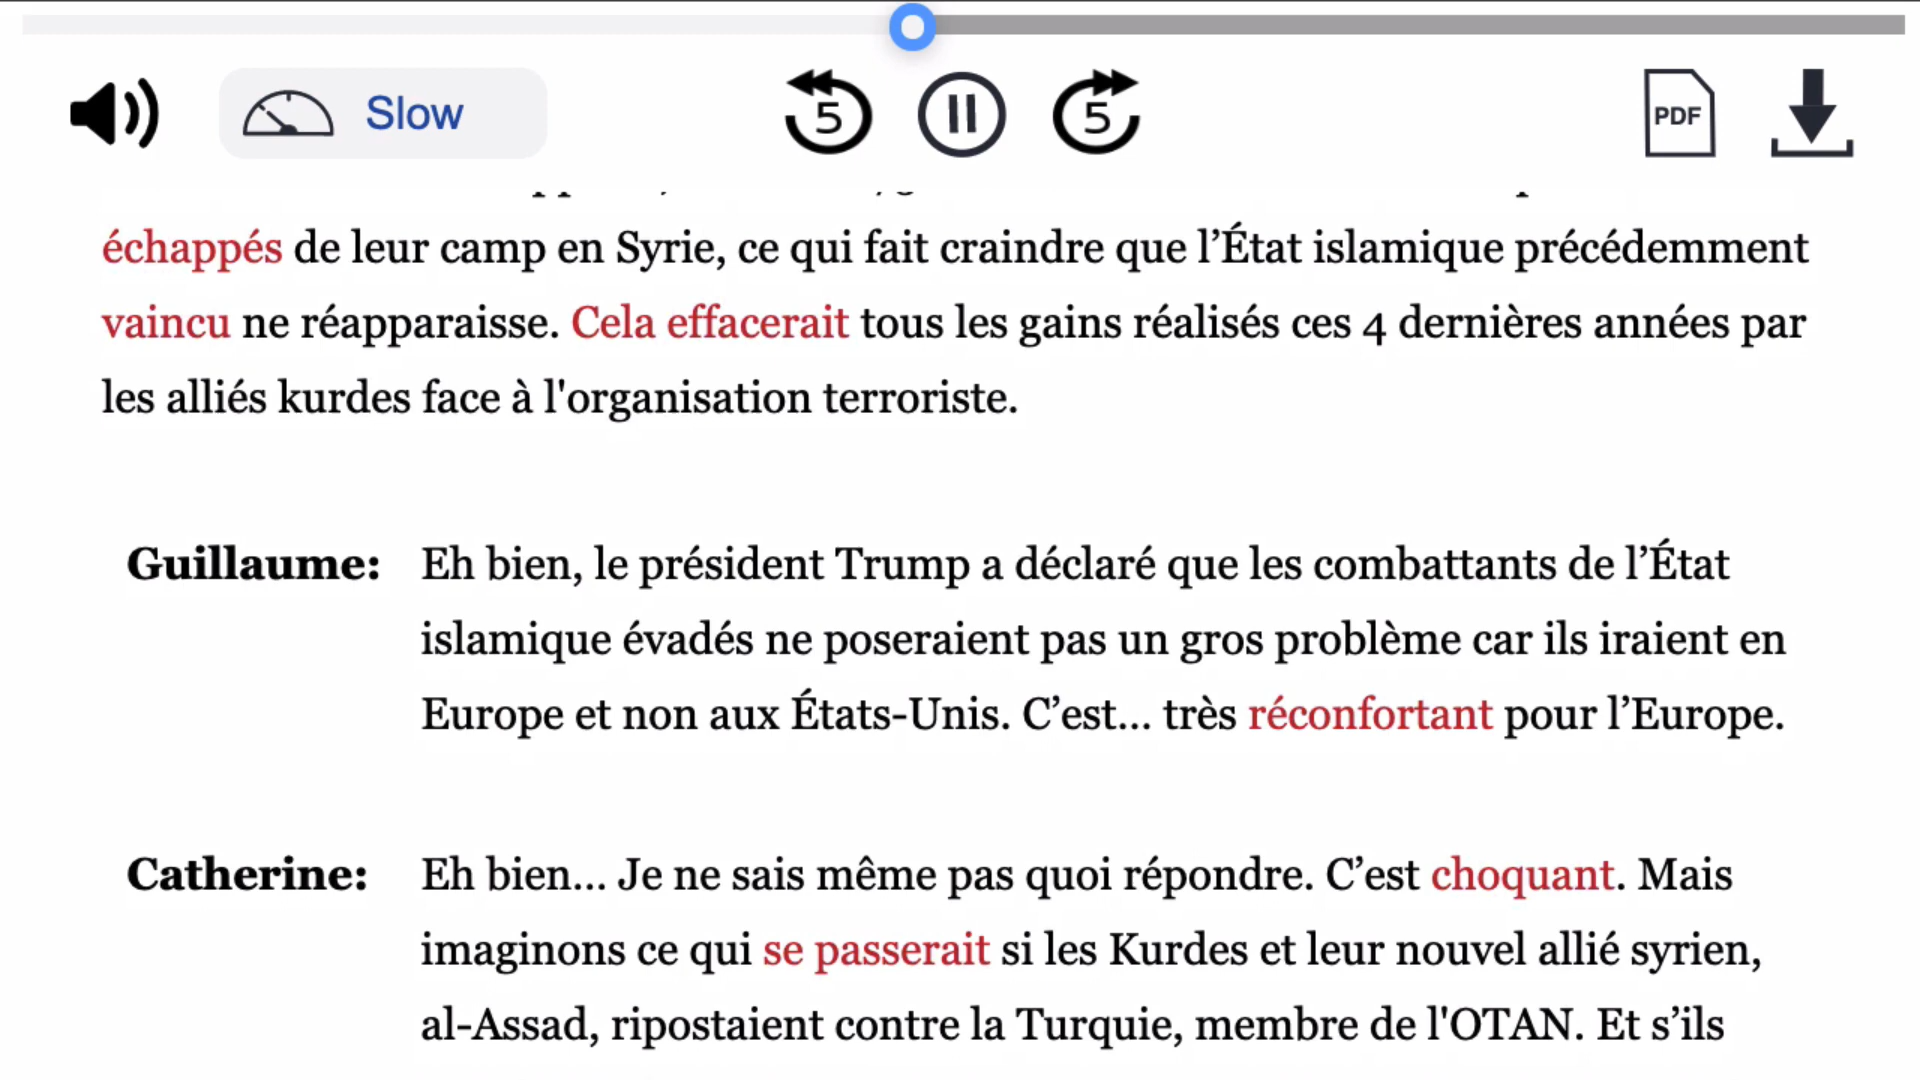 Slow
5
5
PDF
échappés de leur camp en Syrie, ce qui fait craindre que l’État islamique précédemment
vaincu ne réapparaisse. Cela effacerait tous les gains réalisés ces 4 dernières années par
les alliés kurdes face à l'organisation terroriste.
Guillaume: Eh bien, le président Trump a déclaré que les combattants de l’État
islamique évadés ne poseraient pas un gros problème car ils iraient en
Europe et non aux États-Unis. C’est... très réconfortant pour l’Europe.
Catherine: Eh bien... Je ne sais même pas quoi répondre. C’est choquant. Mais
imaginons ce qui se passerait si les Kurdes et leur nouvel allié syrien,
al-Assad, ripostaient contre la Turquie, membre de l'OTAN. Et s’ils